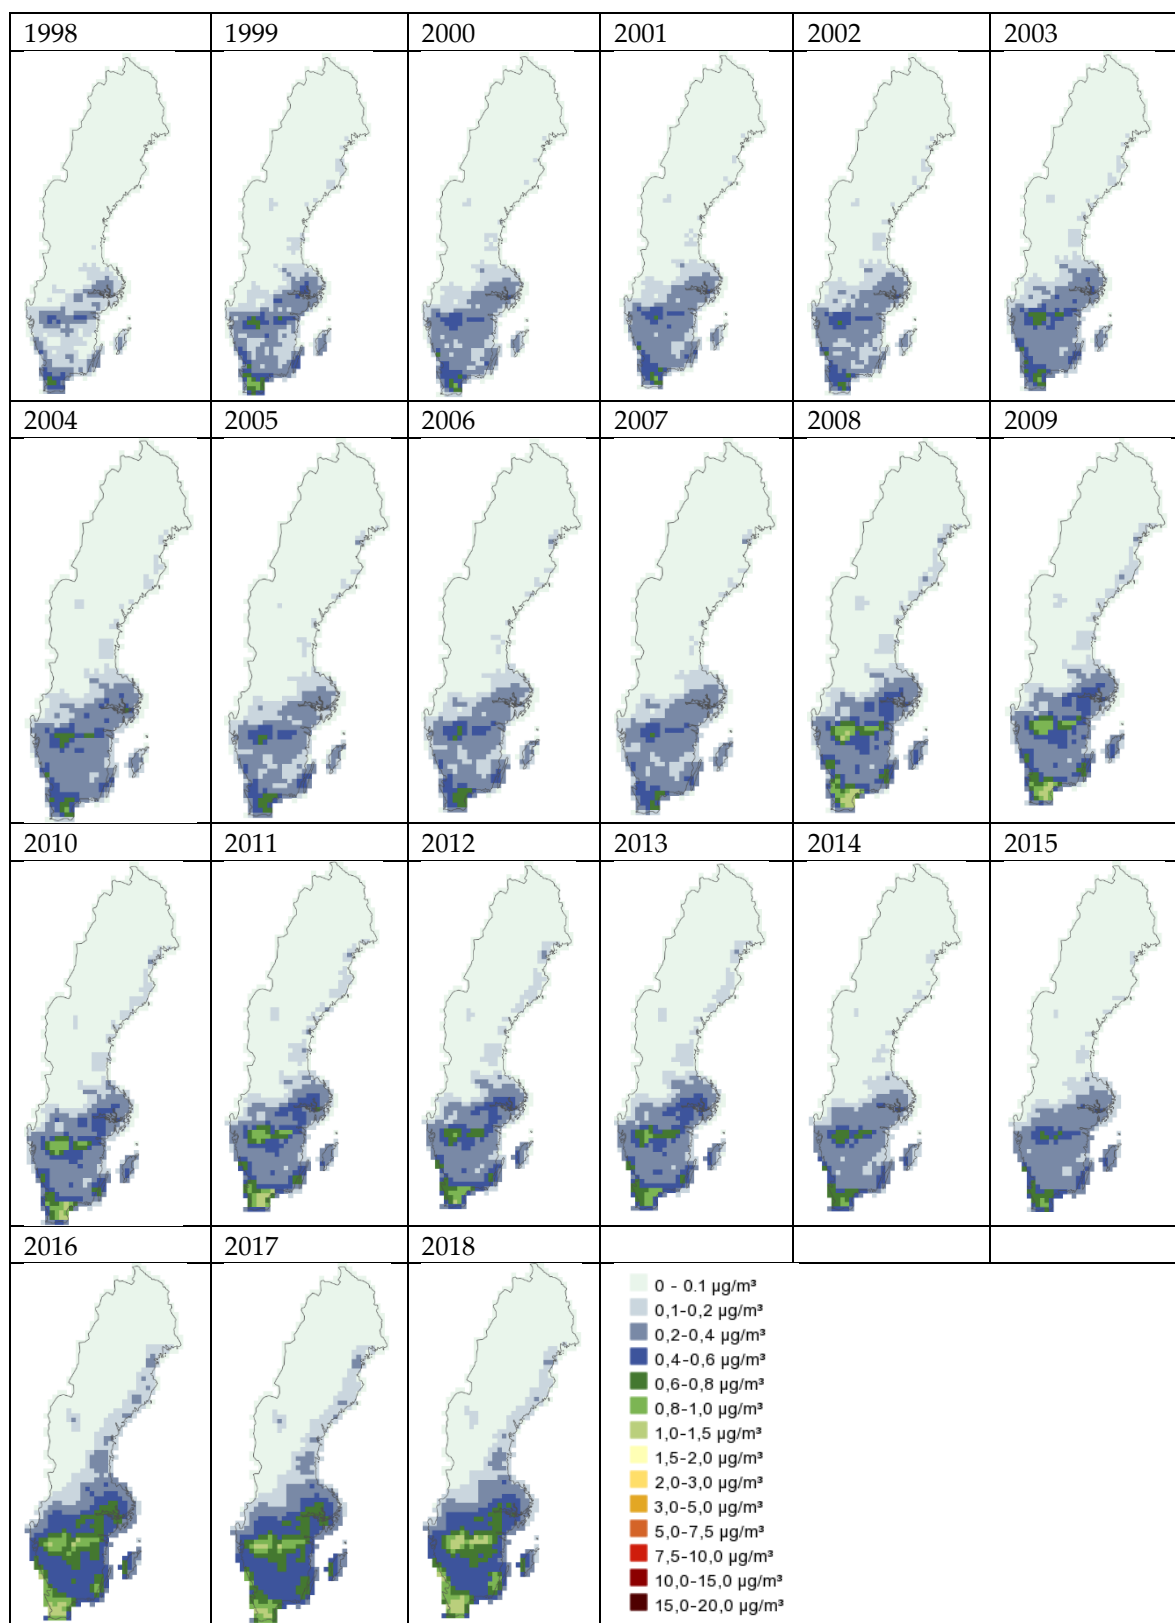 1998 1999 2000 2001 2002 2003
2004 2005 2006 2007 2008 2009
2010 2011 2012 2013 2014 2015
2016 2017 2018
0 - 0.1 µg/m³
0,1-0,2 µg/m³
0,2-0,4 µg/m³
0,4-0,6 µg/m³
0,6-0,8 µg/m³
0,8-1,0 µg/m³
1,0-1,5 µg/m³
1,5-2,0 µg/m³
2,0-3,0 µg/m³
3,0-5,0 µg/m³
5,0-7,5 µg/m³
7,5-10,0 µg/m³
10,0-15,0 µg/m³
15,0-20,0 µg/m³